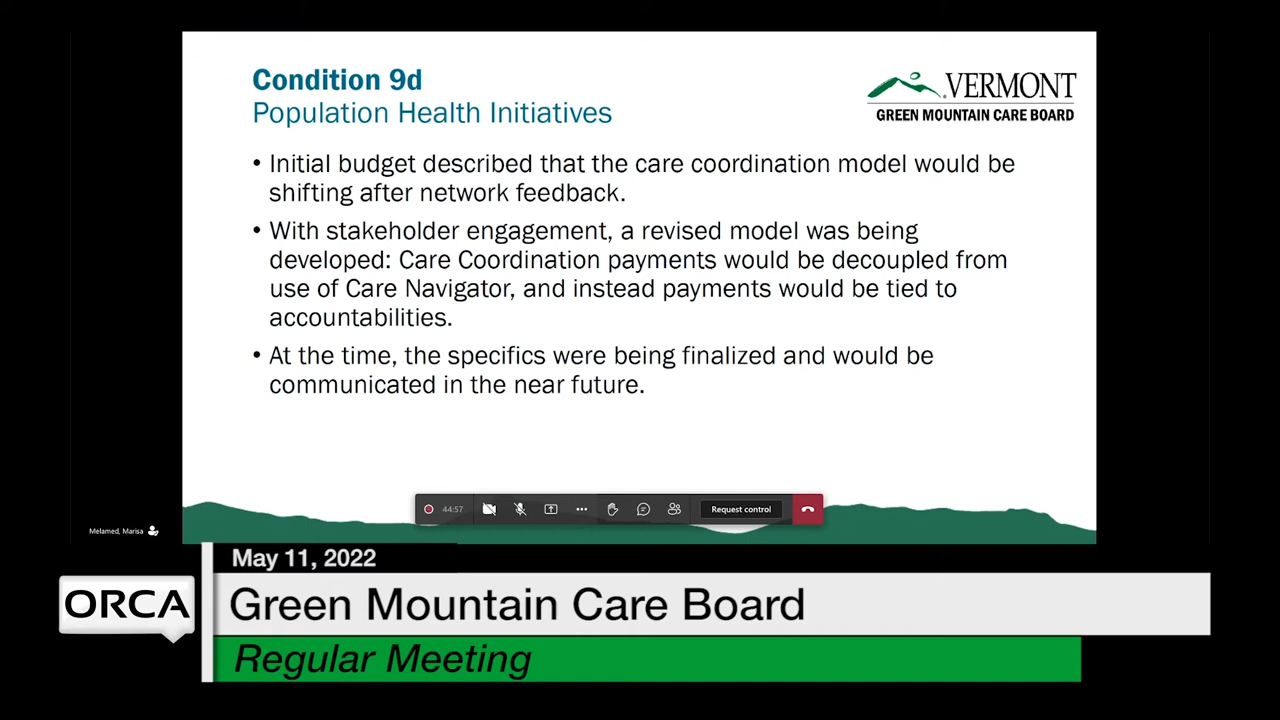 Condition 9d
Population Health Initiatives
VERMONT
GREEN MOUNTAIN CARE BOARD
• Initial budget described that the care coordination model would be
shifting after network feedback.
• With stakeholder engagement, a revised model was being
developed: Care Coordination payments would be decoupled from
use of Care Navigator, and instead payments would be tied to
accountabilities.
• At the time, the specifics were being finalized and would be
communicated in the near future.
44:57
Request control
Melamed, Marisa
May 11, 2022
ORCA
Green Mountain Care Board
Regular Meeting